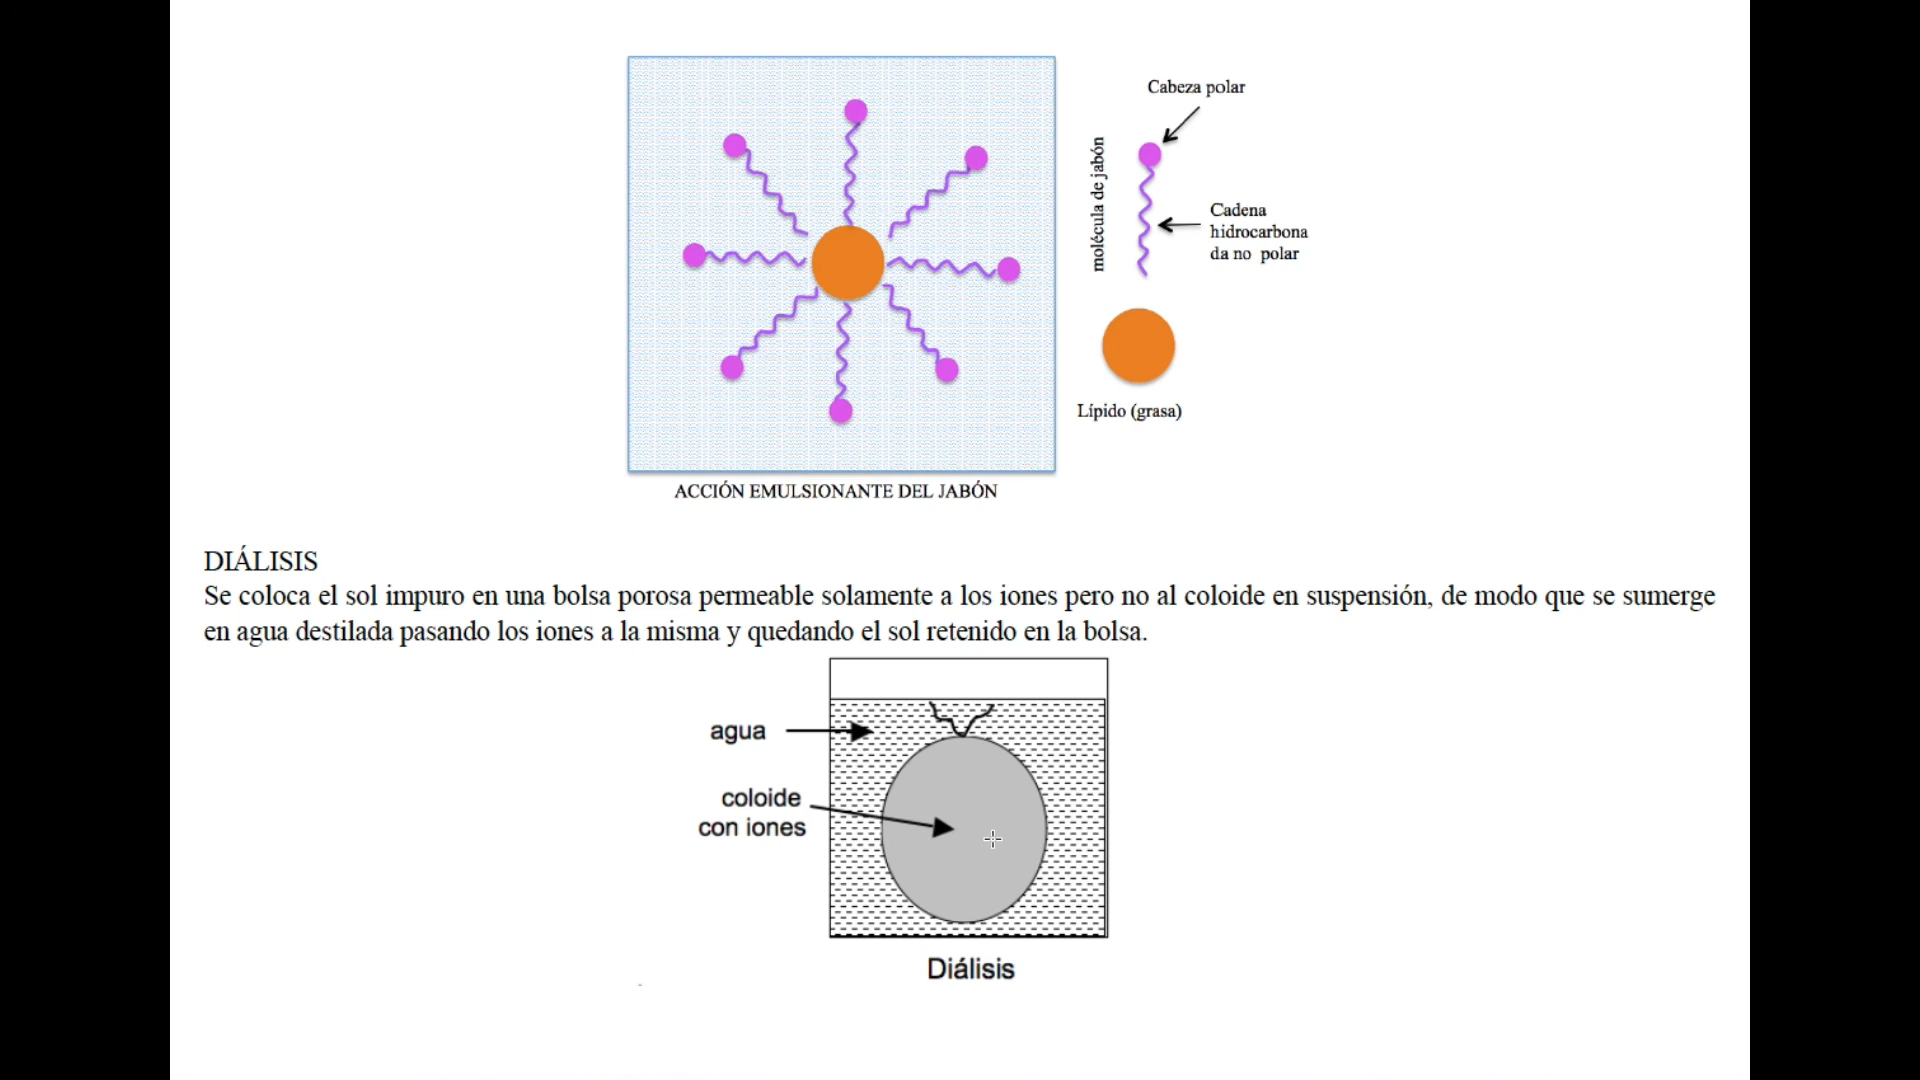 Cabeza polar
molécula de jabón
Cadena
hidrocarbona
da no polar
Lípido (grasa)
ACCIÓN EMULSIONANTE DEL JABÓN
DIÁLISIS
Se coloca el sol impuro en una bolsa porosa permeable solamente a los iones pero no al coloide en suspensión, de modo que se sumerge
en agua destilada pasando los iones a la misma y quedando el sol retenido en la bolsa.
agua
coloide
con iones
Diálisis